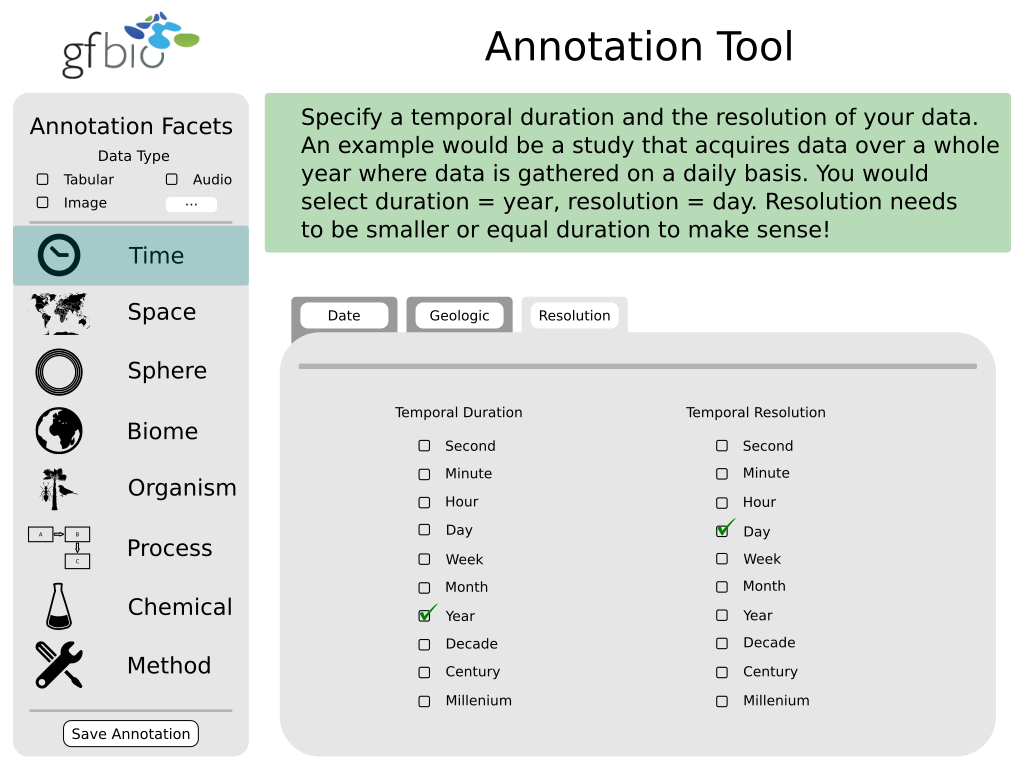 gfbio
Annotation Tool
Annotation Facets
Data Type
Tabular
Audio
Image
...
Time
Space
Sphere
Biome
Organism
A
B
C
Process
Chemical
Method
Save Annotation
Specify a temporal duration and the resolution of your data.
An example would be a study that acquires data over a whole
year where data is gathered on a daily basis. You would
select duration = year, resolution = day. Resolution needs
to be smaller or equal duration to make sense!
Date
Geologic
Resolution
Temporal Duration
Second
Minute
Hour
Day
Week
Month
Year
Decade
Century
Millenium
Temporal Resolution
Second
Minute
Hour
Day
Week
Month
Year
Decade
Century
Millenium